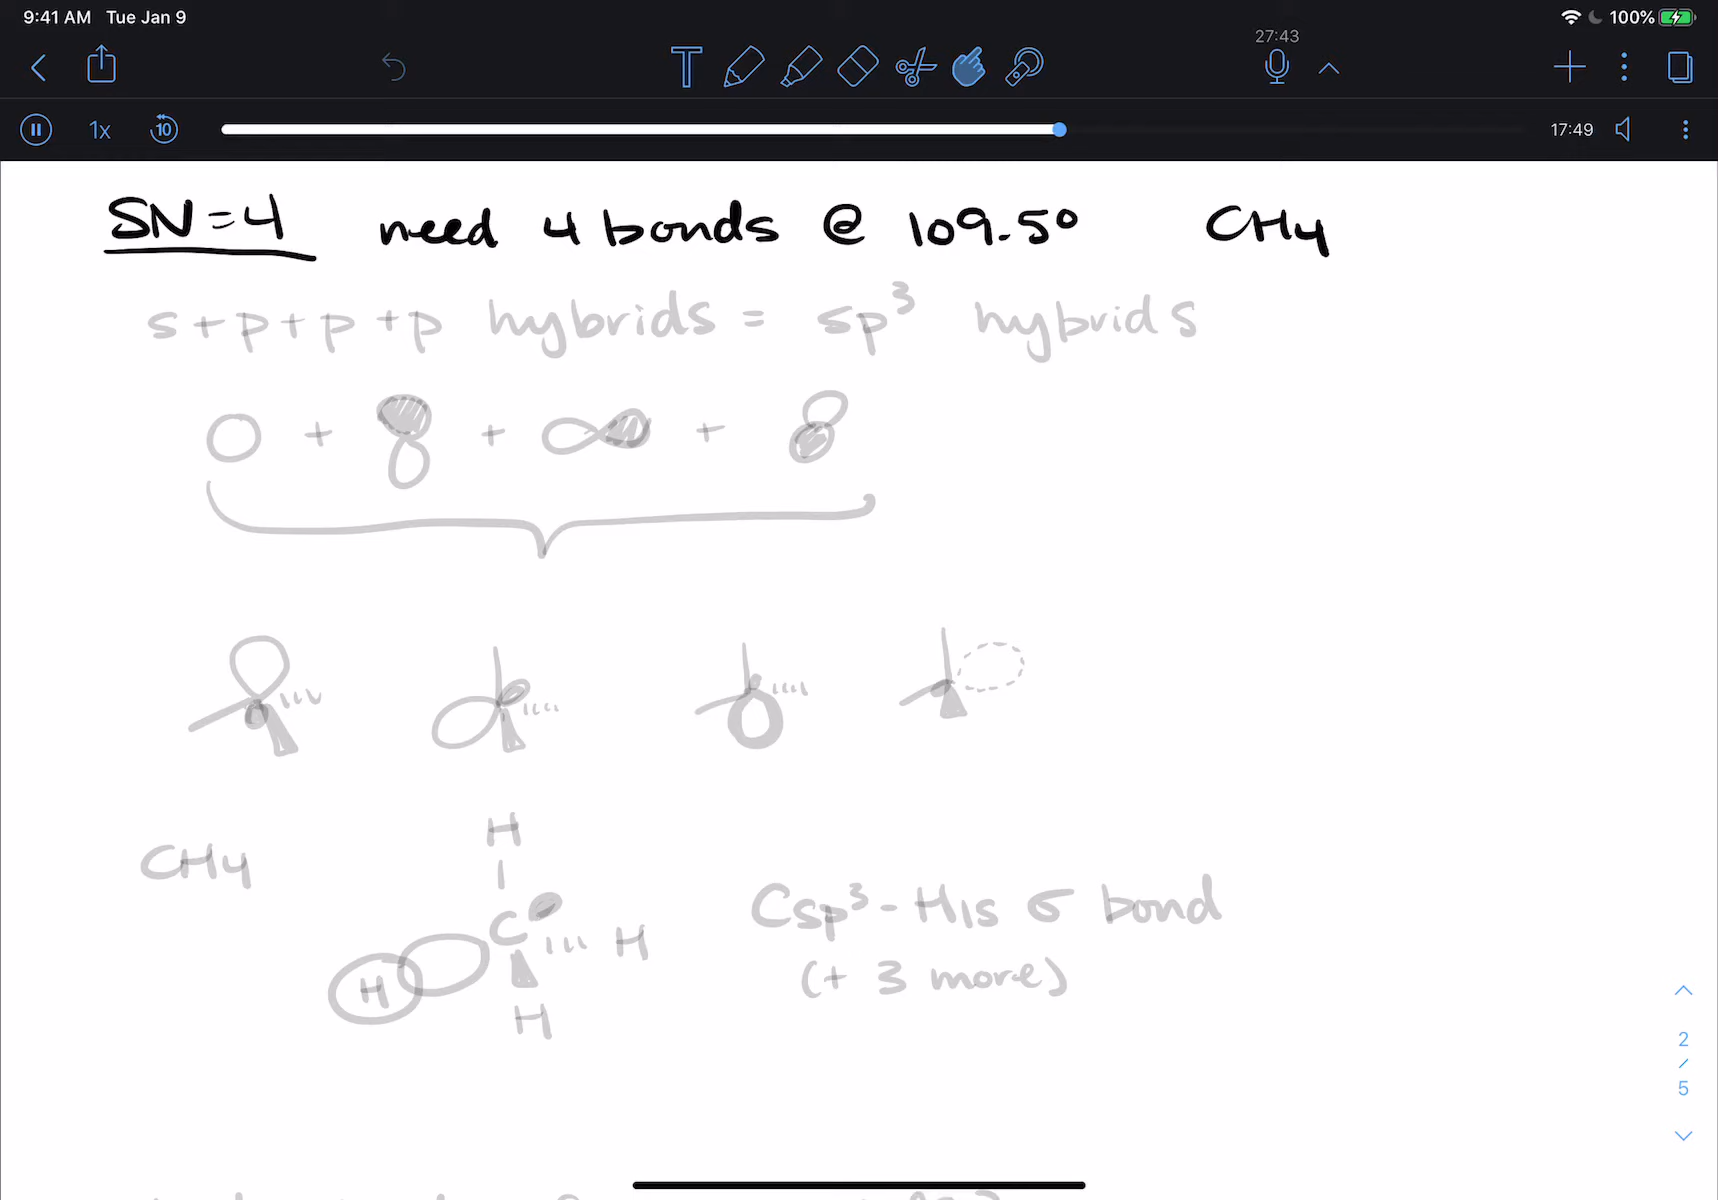 9:41 AM Tue Jan 9
100%
27:43
1x
10
17:49
SN=4 need 4 bonds @ 109.5° CH4
s+p+p+p hybrids = sp³ hybrids
+ + +
CH4
H
C H
H
H
Csp³-H1s σ bond
(+ 3 more)
2
/
5